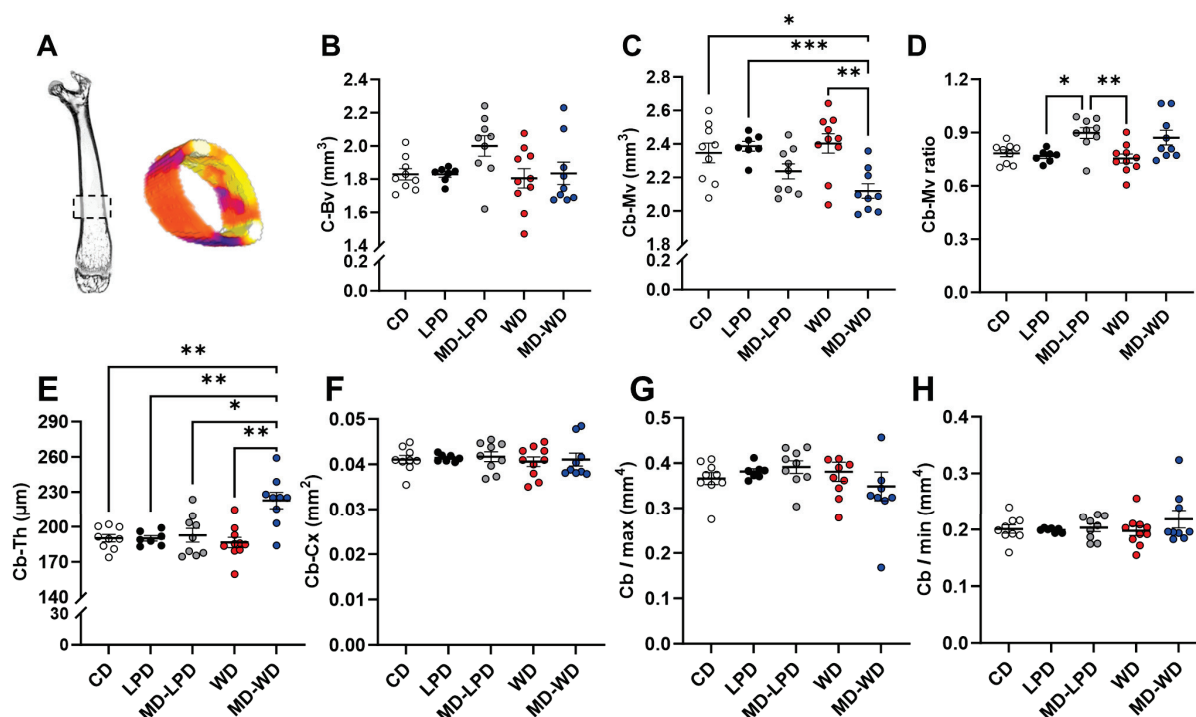 A
B
C-Bv (mm³)
2.4
2.2
2.0
1.8
1.6
1.4
0.2
0.0
CD
LPD
MD-LPD
WD
MD-WD
C
*
***
**
Cb-Mv (mm³)
2.8
2.6
2.4
2.2
2.0
1.8
0.2
0.0
CD
LPD
MD-LPD
WD
MD-WD
D
*
**
Cb-Mv ratio
1.2
0.9
0.6
0.3
0.0
CD
LPD
MD-LPD
WD
MD-WD
E
**
**
*
**
Cb-Th (μm)
290
260
230
200
170
140
30
0
CD
LPD
MD-LPD
WD
MD-WD
F
Cb-Cx (mm²)
0.05
0.04
0.03
0.02
0.01
0.00
CD
LPD
MD-LPD
WD
MD-WD
G
Cb I max (mm⁴)
0.5
0.4
0.3
0.2
0.1
0.0
CD
LPD
MD-LPD
WD
MD-WD
H
Cb I min (mm⁴)
0.4
0.3
0.2
0.1
0.0
CD
LPD
MD-LPD
WD
MD-WD